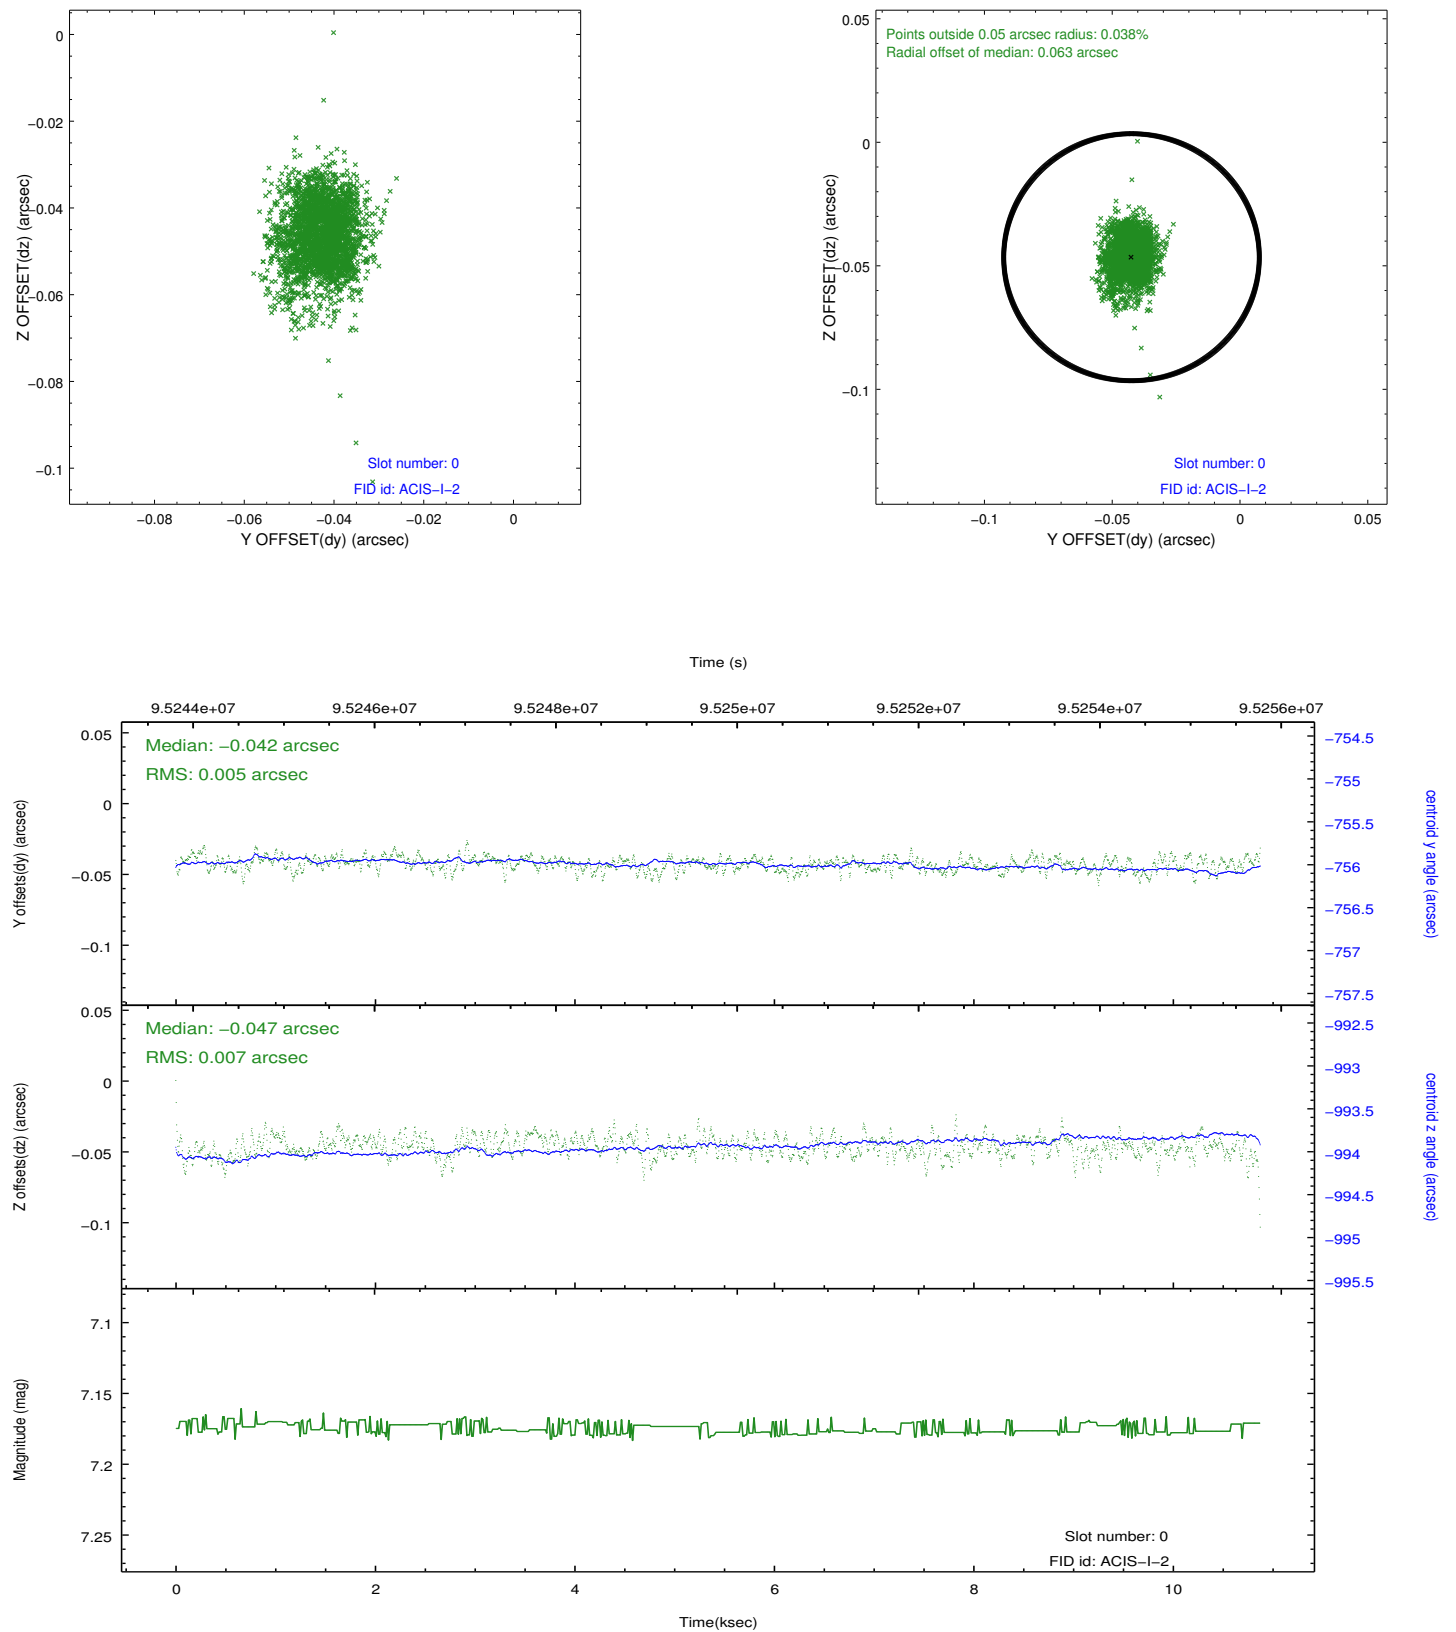 0
−0.02
−0.04
−0.06
−0.08
−0.1
Z OFFSET(dz) (arcsec)
Slot number: 0
FID id: ACIS−I−2
−0.08
−0.06
−0.04
−0.02
0
Y OFFSET(dy) (arcsec)
0.05
0
−0.05
−0.1
Z OFFSET(dz) (arcsec)
Points outside 0.05 arcsec radius: 0.038%
Radial offset of median: 0.063 arcsec
Slot number: 0
FID id: ACIS−I−2
−0.1
−0.05
0
0.05
Y OFFSET(dy) (arcsec)
Time (s)
9.5244e+07
9.5246e+07
9.5248e+07
9.525e+07
9.5252e+07
9.5254e+07
9.5256e+07
0.05
0
−0.05
−0.1
Y offsets(dy) (arcsec)
Median: −0.042 arcsec
RMS: 0.005 arcsec
−754.5
−755
−755.5
−756
−756.5
−757
−757.5
centroid y angle (arcsec)
0.05
0
−0.05
−0.1
Z offsets(dz) (arcsec)
Median: −0.047 arcsec
RMS: 0.007 arcsec
−992.5
−993
−993.5
−994
−994.5
−995
−995.5
centroid z angle (arcsec)
7.1
7.15
7.2
7.25
Magnitude (mag)
Slot number: 0
FID id: ACIS−I−2
0
2
4
6
8
10
Time(ksec)